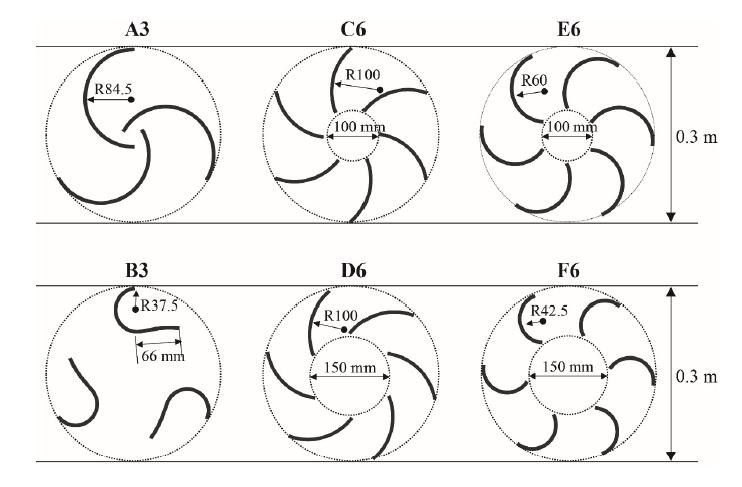 A3 C6 E6
R84.5 R100 R60
100 mm 100 mm 0.3 m
B3 D6 F6
R37.5 R100 R42.5
66 mm 150 mm 150 mm 0.3 m